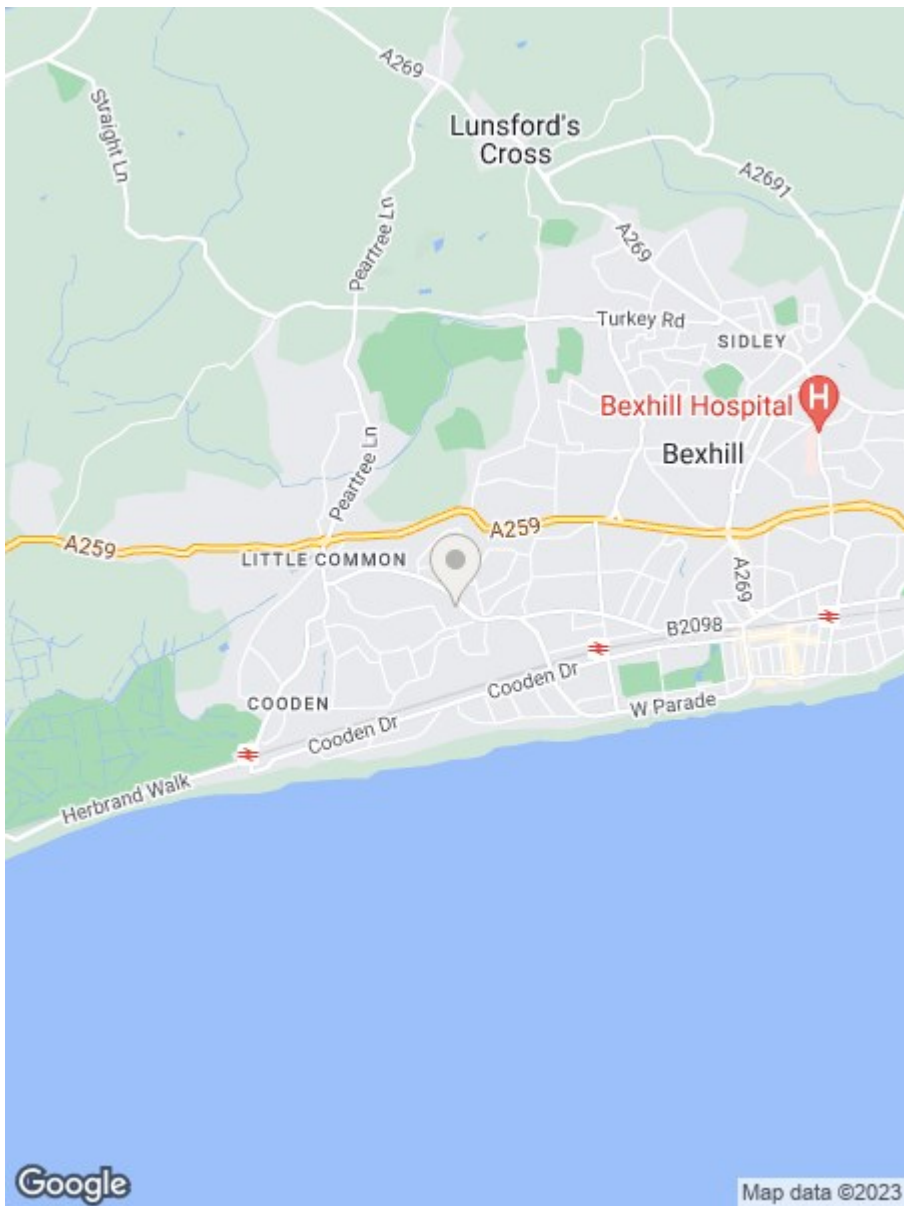 A269
Lunsford's
Cross
Straight Ln
A2691
Peartree Ln
A269
Turkey Rd
SIDLEY
Bexhill Hospital
H
Bexhill
Peartree Ln
A259
A259
LITTLE COMMON
A269
B2098
Cooden Dr
COODEN
W Parade
Cooden Dr
Herbrand Walk
Google
Map data ©2023